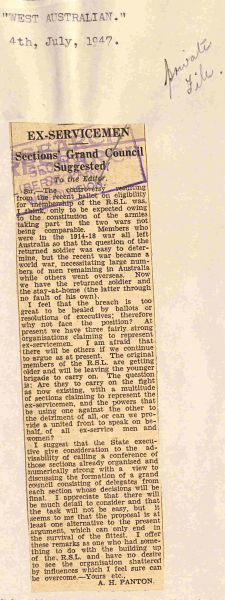 "WEST AUSTRALIAN."
4th, July, 1947.
Private
File.
EX-SERVICEMEN
Sections' Grand Council
Suggested
To the Editor.
Sir,—The controversy resulting
from the recent ballot on eligibility
for membership of the R.S.L. was,
I think, only to be expected owing
to the constitution of the armies
taking part in the two wars not
being comparable. Members who
were in the 1914-18 war all left
Australia so that the question of the
returned soldier was easy to deter-
mine, but the recent war became a
world war, necessitating large num-
bers of men remaining in Australia
while others went overseas. Now
we have the returned soldier and
the stay-at-home (the latter through
no fault of his own).
I feel that the breach is too
great to be healed by ballots or
resolutions of executives; therefore
why not face the position? At
present we have three fairly strong
organisations claiming to represent
ex-servicemen. I am afraid that
there will be others if we continue
to argue as at present. The original
members of the R.S.L. are getting
older and will be leaving the younger
brigade to carry on. The question
is: Are they to carry on the fight
as now existing, with a multitude
of sections claiming to represent the
ex-servicemen, and the powers that
be using one against the other to
the detriment of all, or can we pro-
vide a united front to speak on be-
half of all ex-service men and
women?
I suggest that the State execu-
tive give consideration to the ad-
visability of calling a conference of
those sections already organised and
numerically strong with a view to
discussing the formation of a grand
council consisting of delegates from
each section whose decisions will be
final. I appreciate that there will
be much detail to consider and that
the task will not be easy, but it
seems to me that the proposal is at
least one alternative to the present
argument, which can only end in
the survival of the fittest. I offer
these remarks as one who had some-
thing to do with the building up
of the R.S.L. and have no desire
to see the organisation shattered
by influences which I feel sure can
be overcome.—Yours etc.,
A. H. PANTON.